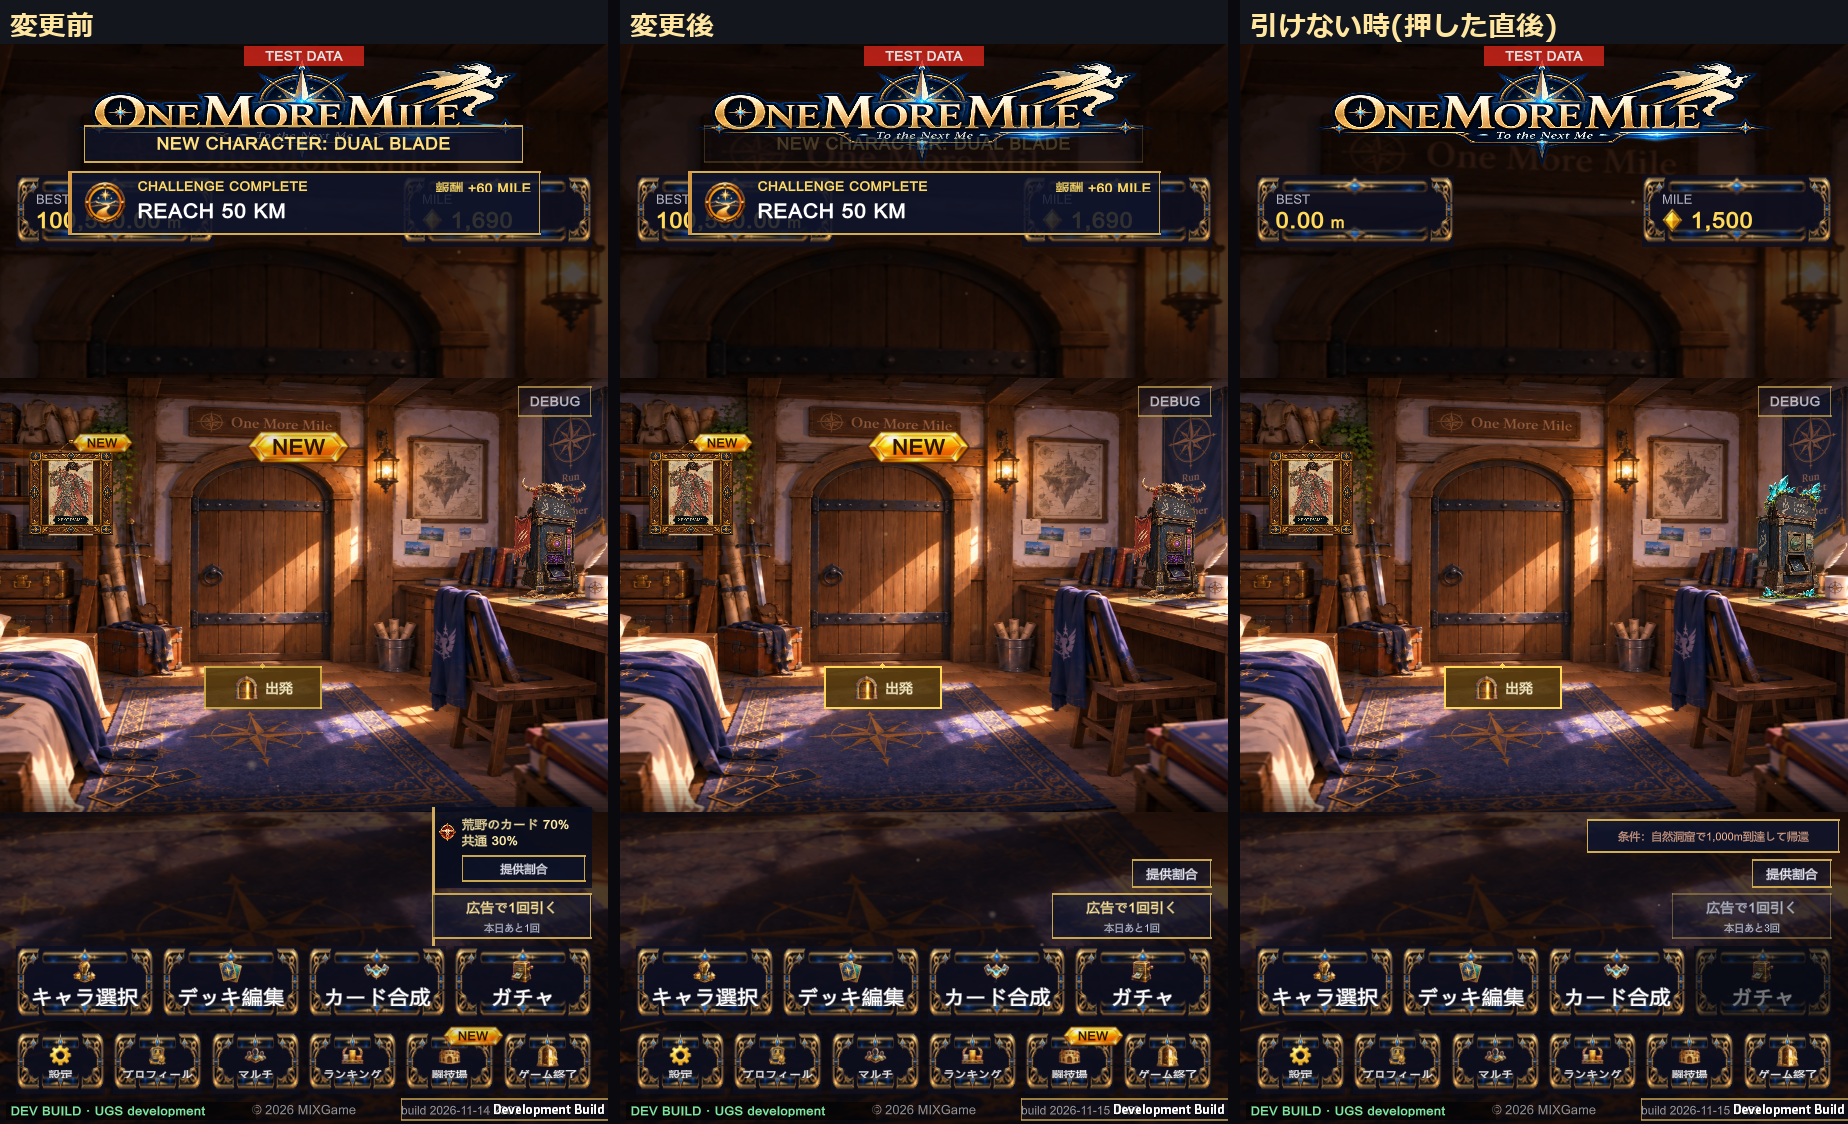 変更前
TEST DATA
ONE MORE MILE
NEW CHARACTER: DUAL BLADE
CHALLENGE COMPLETE
報酬 +60 MILE
REACH 50 KM
BEST
MILE
1,690
DEBUG
NEW
NEW
One More Mile
Run
出発
荒野のカード 70%
共通 30%
提供割合
広告で1回引く
本日あと1回
キャラ選択
デッキ編集
カード合成
ガチャ
NEW
設定
プロフィール
マルチ
ランキング
闘技場
ゲーム終了
DEV BUILD · UGS development
© 2026 MIXGame
build 2026-11-14
Development Build
変更後
TEST DATA
ONE MORE MILE
To the Next Me
NEW CHARACTER: DUAL BLADE
CHALLENGE COMPLETE
報酬 +60 MILE
REACH 50 KM
BEST
MILE
1,690
DEBUG
NEW
NEW
One More Mile
Run
出発
提供割合
広告で1回引く
本日あと1回
キャラ選択
デッキ編集
カード合成
ガチャ
NEW
設定
プロフィール
マルチ
ランキング
闘技場
ゲーム終了
DEV BUILD · UGS development
© 2026 MIXGame
build 2026-11-15
Development Build
引けない時(押した直後)
TEST DATA
ONE MORE MILE
To the Next Me
One More Mile
BEST
0.00 m
MILE
1,500
DEBUG
One More Mile
出発
条件: 自然洞窟で1,000m到達して帰還
提供割合
広告で1回引く
本日あと3回
キャラ選択
デッキ編集
カード合成
ガチャ
設定
プロフィール
マルチ
ランキング
闘技場
ゲーム終了
DEV BUILD · UGS development
© 2026 MIXGame
build 2026-11-15
Development Build